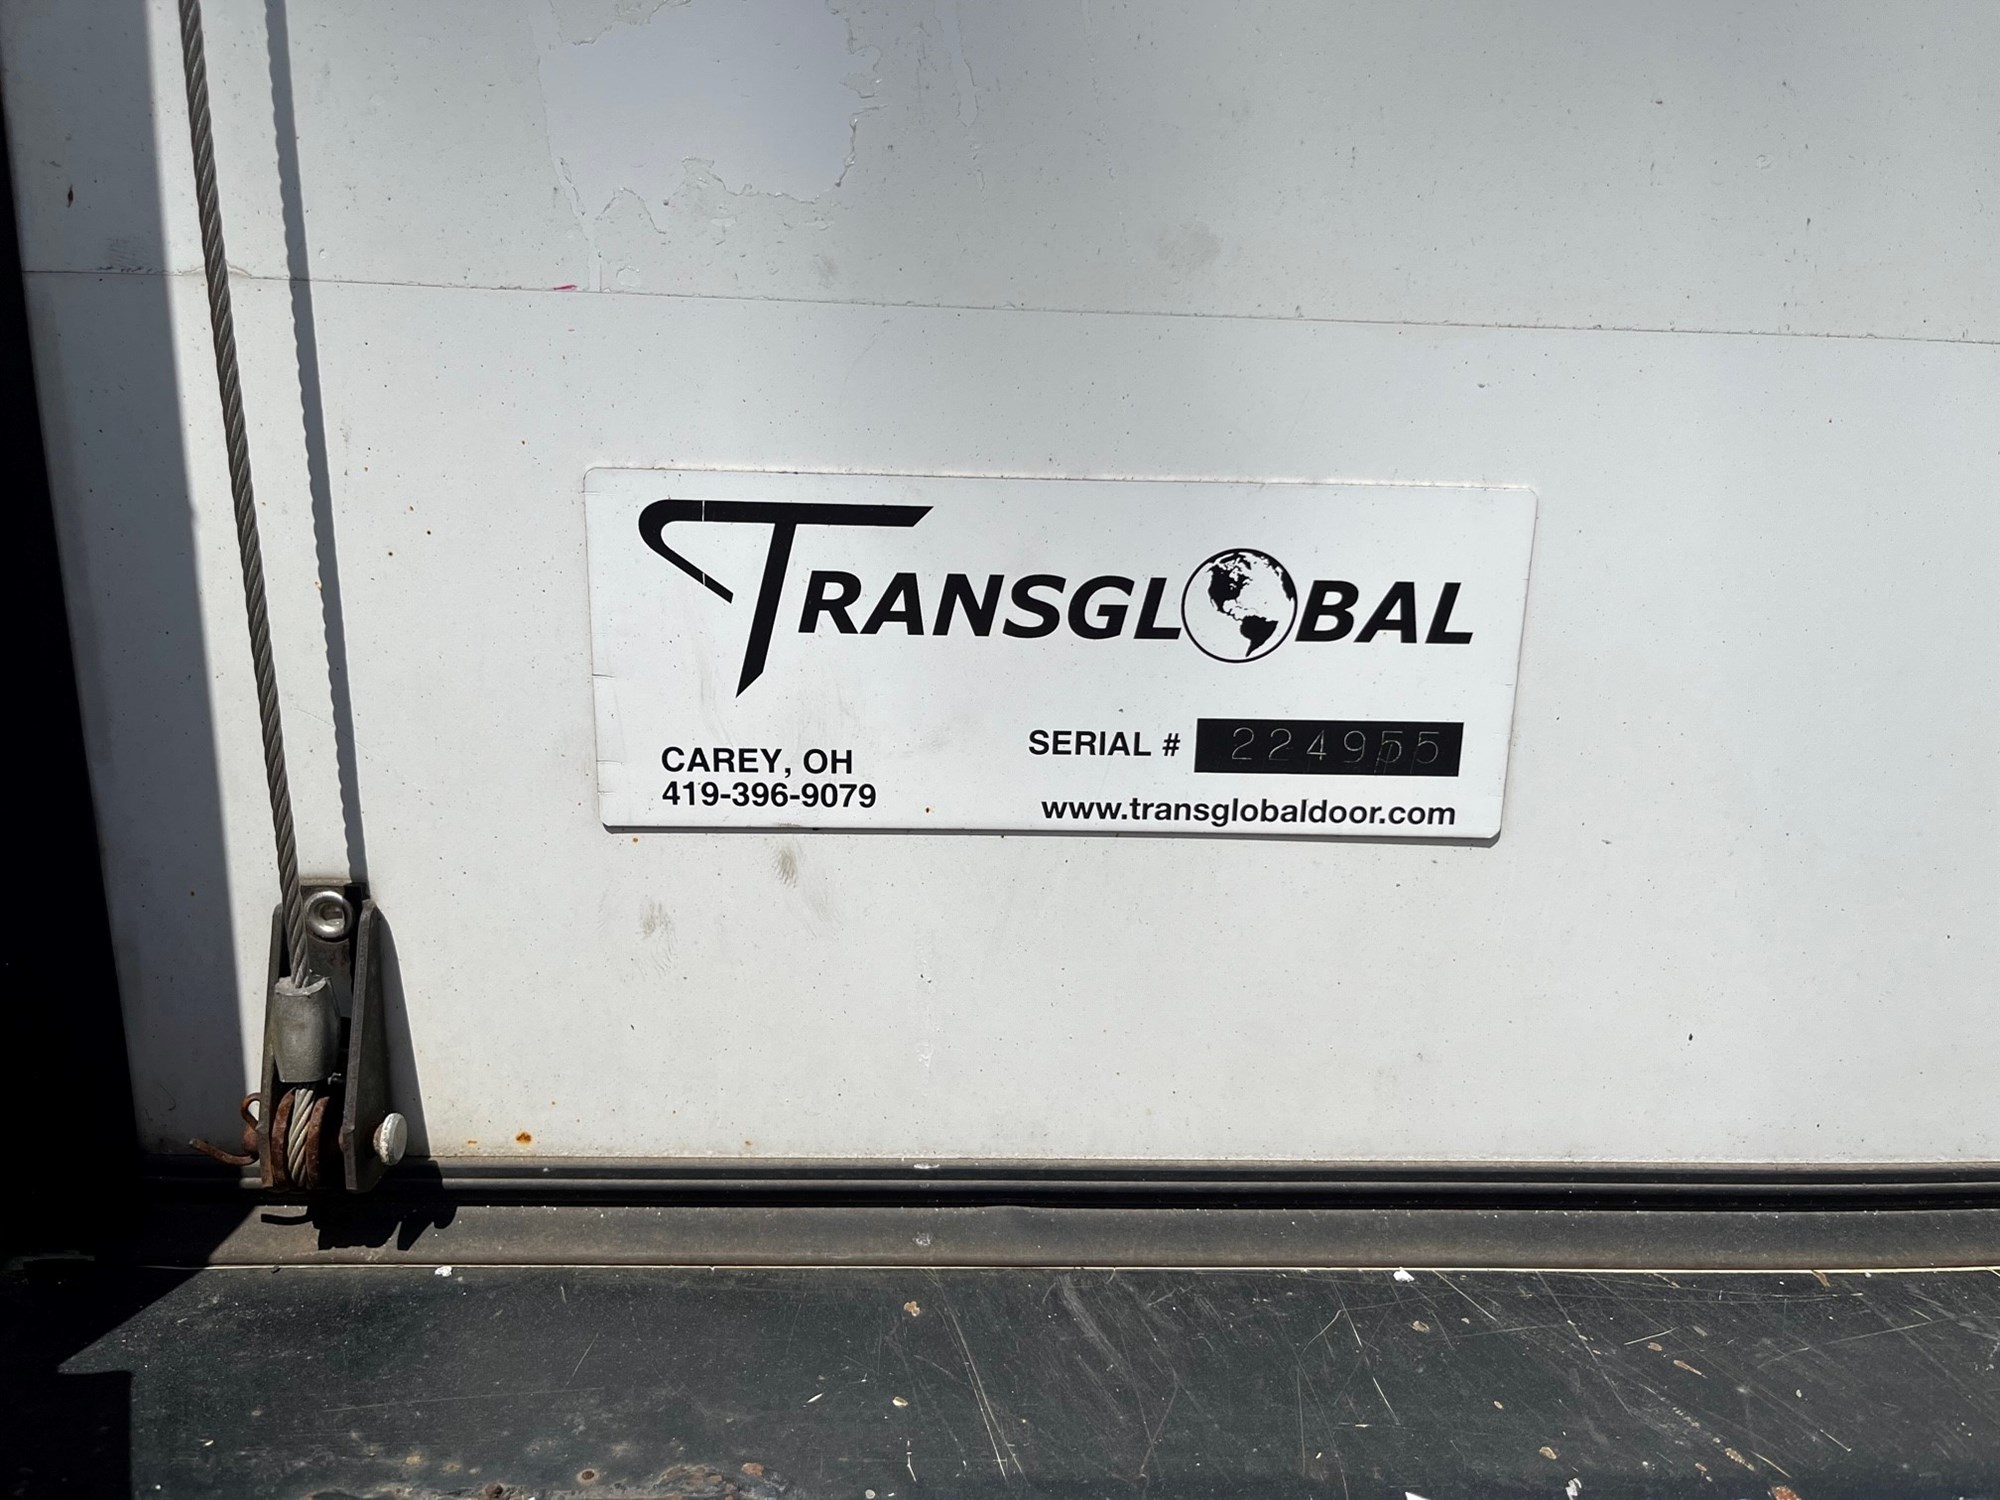 TRANSGLOBAL
CAREY, OH
419-396-9079
SERIAL # 224955
www.transglobaldoor.com